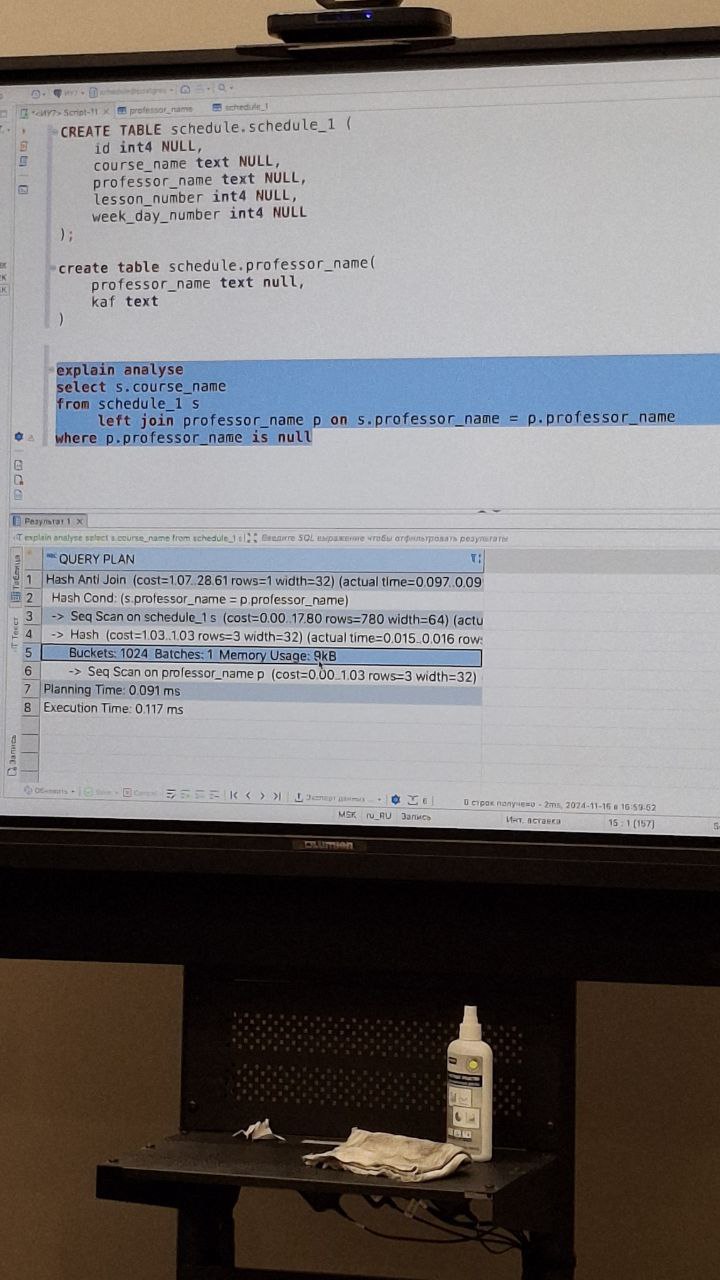 *<ИУ7> Script-11 professor_name schedule_1
CREATE TABLE schedule.schedule_1 (
id int4 NULL,
course_name text NULL,
professor_name text NULL,
lesson_number int4 NULL,
week_day_number int4 NULL
);
create table schedule.professor_name(
professor_name text null,
kaf text
)
explain analyse
select s.course_name
from schedule_1 s
left join professor_name p on s.professor_name = p.professor_name
where p.professor_name is null
Результат 1
explain analyse select s.course_name from schedule_1 s Введите SQL выражение чтобы отфильтровать результаты
QUERY PLAN
1 Hash Anti Join (cost=1.07..28.61 rows=1 width=32) (actual time=0.097..0.09
2 Hash Cond: (s.professor_name = p.professor_name)
3 -> Seq Scan on schedule_1 s (cost=0.00..17.80 rows=780 width=64) (actu
4 -> Hash (cost=1.03..1.03 rows=3 width=32) (actual time=0.015..0.016 row
5 Buckets: 1024 Batches: 1 Memory Usage: 9kB
6 -> Seq Scan on professor_name p (cost=0.00..1.03 rows=3 width=32)
7 Planning Time: 0.091 ms
8 Execution Time: 0.117 ms
Таблица
Текст
Запись
Обновить Save Cancel Экспорт данных ... 6 0 строк получено - 2ms, 2024-11-16 в 16:59:52
MSK ru_RU Запись Инт. вставка 15 : 1 (157)